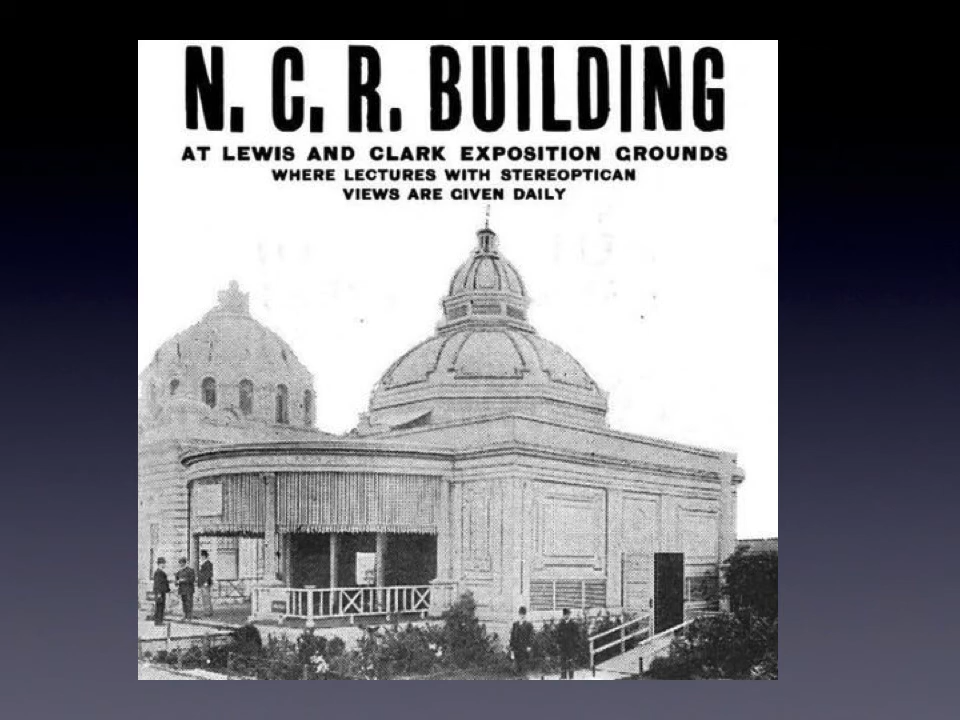 N. C. R. BUILDING
AT LEWIS AND CLARK EXPOSITION GROUNDS
WHERE LECTURES WITH STEREOPTICAN
VIEWS ARE GIVEN DAILY